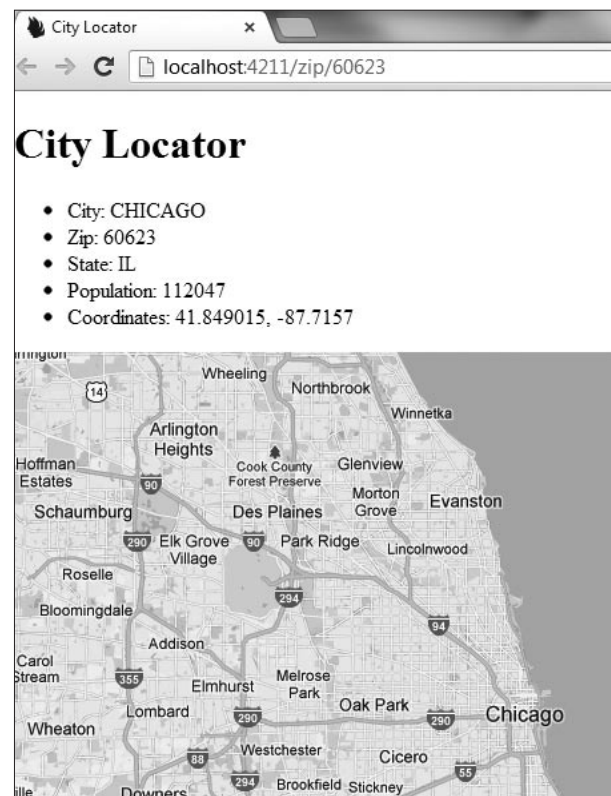 City Locator
localhost:4211/zip/60623
City Locator
City: CHICAGO
Zip: 60623
State: IL
Population: 112047
Coordinates: 41.849015, -87.7157
Wheeling
Northbrook
14
Winnetka
Arlington
Heights
Cook County
Forest Preserve
Glenview
Hoffman
Estates
90
Morton
Grove
Evanston
Schaumburg
Des Plaines
290
Elk Grove
Village
90
Park Ridge
Lincolnwood
Roselle
294
Bloomingdale
94
Addison
Carol
Stream
355
Elmhurst
Melrose
Park
Lombard
290
Oak Park
290
Chicago
Wheaton
88
Westchester
Cicero
294
Brookfield
Stickney
55
Downers